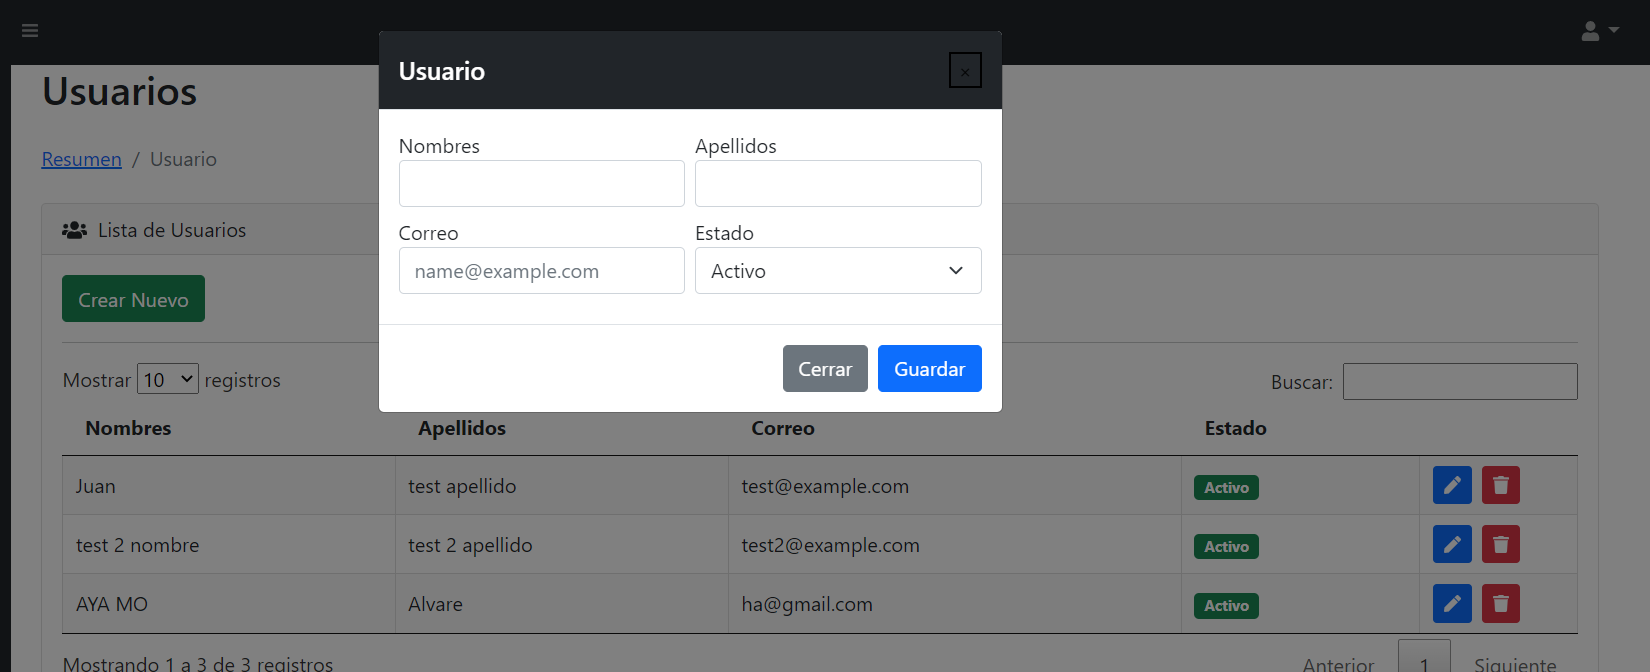 Usuarios
Resumen / Usuario
Lista de Usuarios
Crear Nuevo
Mostrar 10 registros
Buscar:
Usuario
×
Nombres Apellidos
Correo Estado
name@example.com Activo
Cerrar Guardar
Nombres Apellidos Correo Estado
Juan test apellido test@example.com Activo
test 2 nombre test 2 apellido test2@example.com Activo
AYA MO Alvare ha@gmail.com Activo
Mostrando 1 a 3 de 3 registros Anterior 1 Siguiente